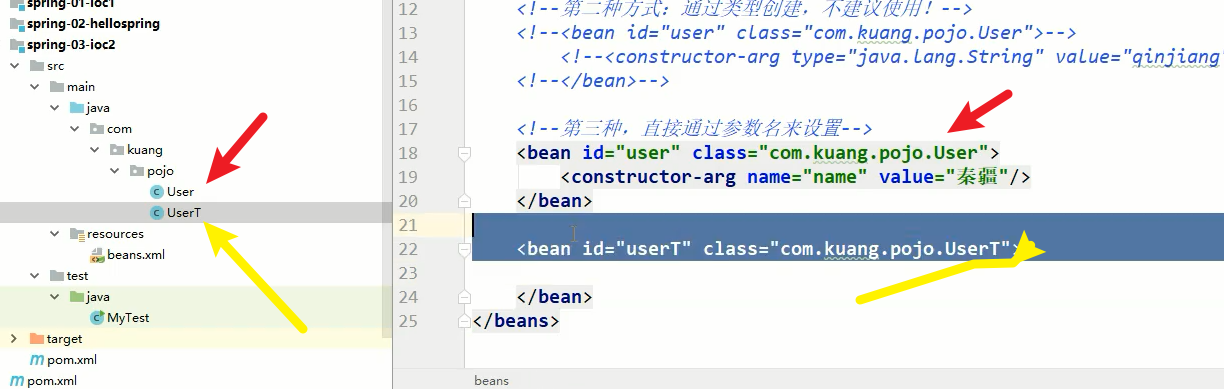 spring-01-ioc1
spring-02-hellospring
spring-03-ioc2
src
main
java
com
kuang
pojo
User
UserT
resources
beans.xml
test
java
MyTest
target
pom.xml
pom.xml
12 <!--第二种方式：通过类型创建，不建议使用！-->
13 <!--<bean id="user" class="com.kuang.pojo.User">-->
14 <!--<constructor-arg type="java.lang.String" value="qinjiang"
15 <!--</bean>-->
16
17 <!--第三种，直接通过参数名来设置-->
18 <bean id="user" class="com.kuang.pojo.User">
19 <constructor-arg name="name" value="秦疆"/>
20 </bean>
21
22 <bean id="userT" class="com.kuang.pojo.UserT">
23
24 </bean>
25 </beans>
beans